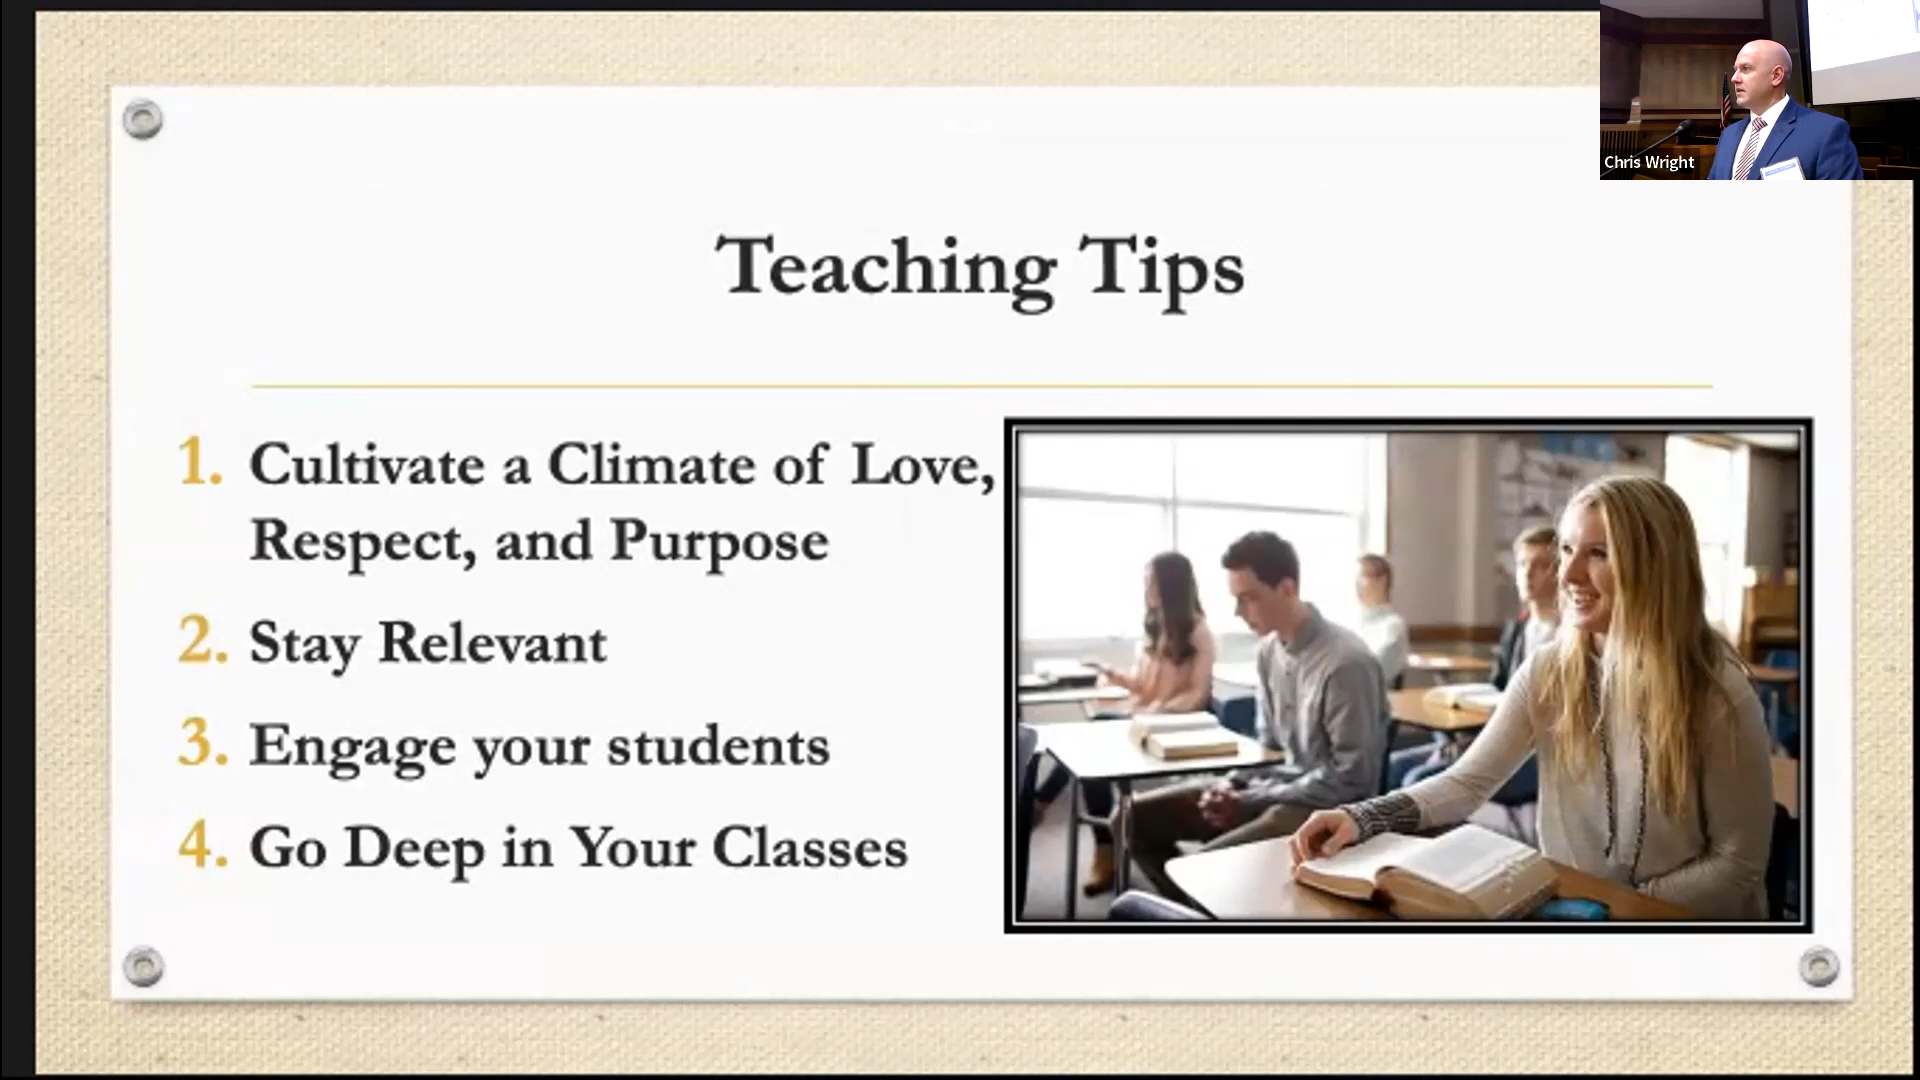 Chris Wright
Teaching Tips
1. Cultivate a Climate of Love,
Respect, and Purpose
2. Stay Relevant
3. Engage your students
4. Go Deep in Your Classes